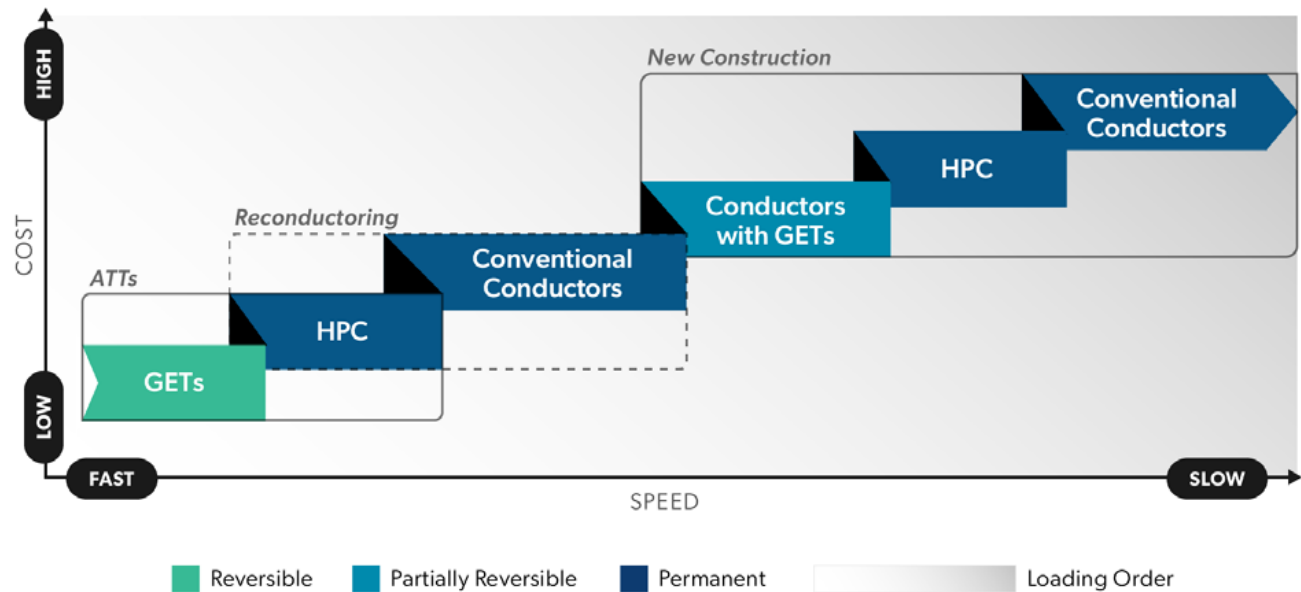 HIGH
New Construction
Conventional
Conductors
HPC
Conductors
with GETs
Reconductoring
Conventional
Conductors
COST
ATTs
HPC
GETs
LOW
FAST
SLOW
SPEED
Reversible
Partially Reversible
Permanent
Loading Order